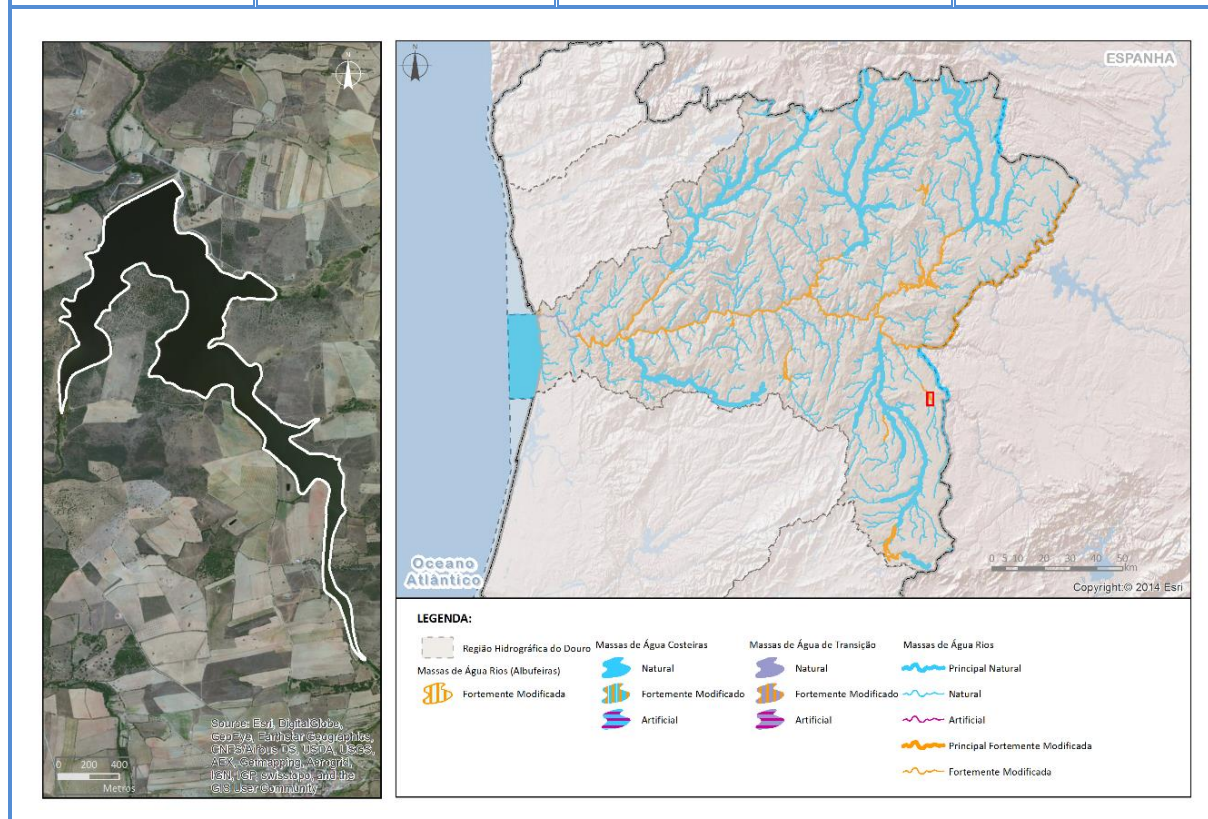 N
Source: Esri, DigitalGlobe,
GeoEye, Earthstar Geographics,
CNES/Airbus DS, USDA, USGS,
AEX, Getmapping, Aerogrid,
IGN, IGP, swisstopo, and the
GIS User Community
0 200 400
Metros
N
ESPANHA
Oceano
Atlântico
0 5 10 20 30 40 50
km
Copyright:© 2014 Esri
LEGENDA:
Região Hidrográfica do Douro
Massas de Água Rios (Albufeiras)
Fortemente Modificada
Massas de Água Costeiras
Natural
Fortemente Modificado
Artificial
Massas de Água de Transição
Natural
Fortemente Modificado
Artificial
Massas de Água Rios
Principal Natural
Natural
Artificial
Principal Fortemente Modificada
Fortemente Modificada